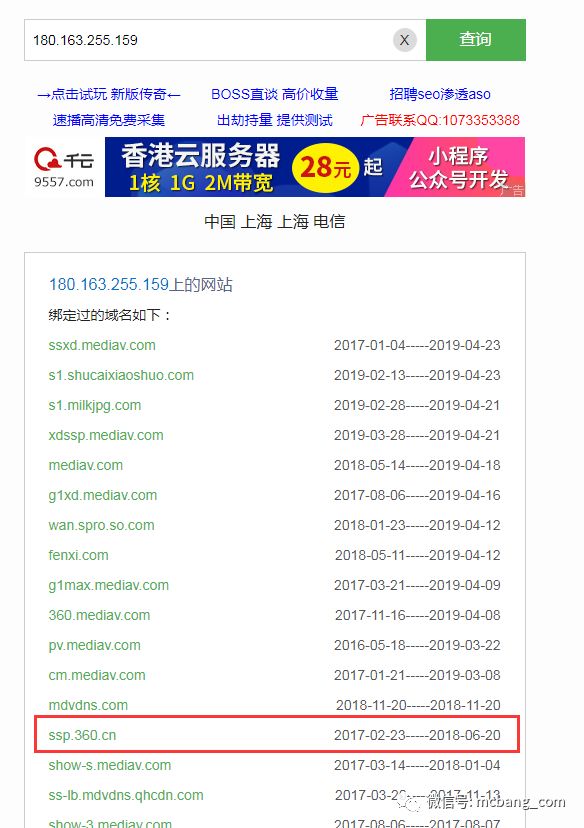 180.163.255.159 X 查询
→点击试玩 新版传奇← BOSS直谈 高价收量 招聘seo渗透aso
速播高清免费采集 出劫持量 提供测试 广告联系QQ:1073353388
千云 香港云服务器 28元 起 小程序
9557.com 1核 1G 2M带宽 公众号开发
广告
中国 上海 上海 电信
180.163.255.159上的网站
绑定过的域名如下：
ssxd.mediav.com 2017-01-04-----2019-04-23
s1.shucaixiaoshuo.com 2019-02-13-----2019-04-23
s1.milkjpg.com 2019-02-28-----2019-04-21
xdssp.mediav.com 2019-03-28-----2019-04-21
mediav.com 2018-05-14-----2019-04-18
g1xd.mediav.com 2017-08-06-----2019-04-16
wan.spro.so.com 2018-01-23-----2019-04-12
fenxi.com 2018-05-11-----2019-04-12
g1max.mediav.com 2017-03-21-----2019-04-09
360.mediav.com 2017-11-16-----2019-04-08
pv.mediav.com 2016-05-18-----2019-03-22
cm.mediav.com 2017-01-21-----2019-03-08
mdvdns.com 2018-11-20-----2018-11-20
ssp.360.cn 2017-02-23-----2018-06-20
show-s.mediav.com 2017-03-14-----2018-01-04
ss-lb.mdvdns.qhcdn.com 2017-11-13
微信号: mcbang_com
show-3.mediav.com 2017-08-06-----2017-08-07